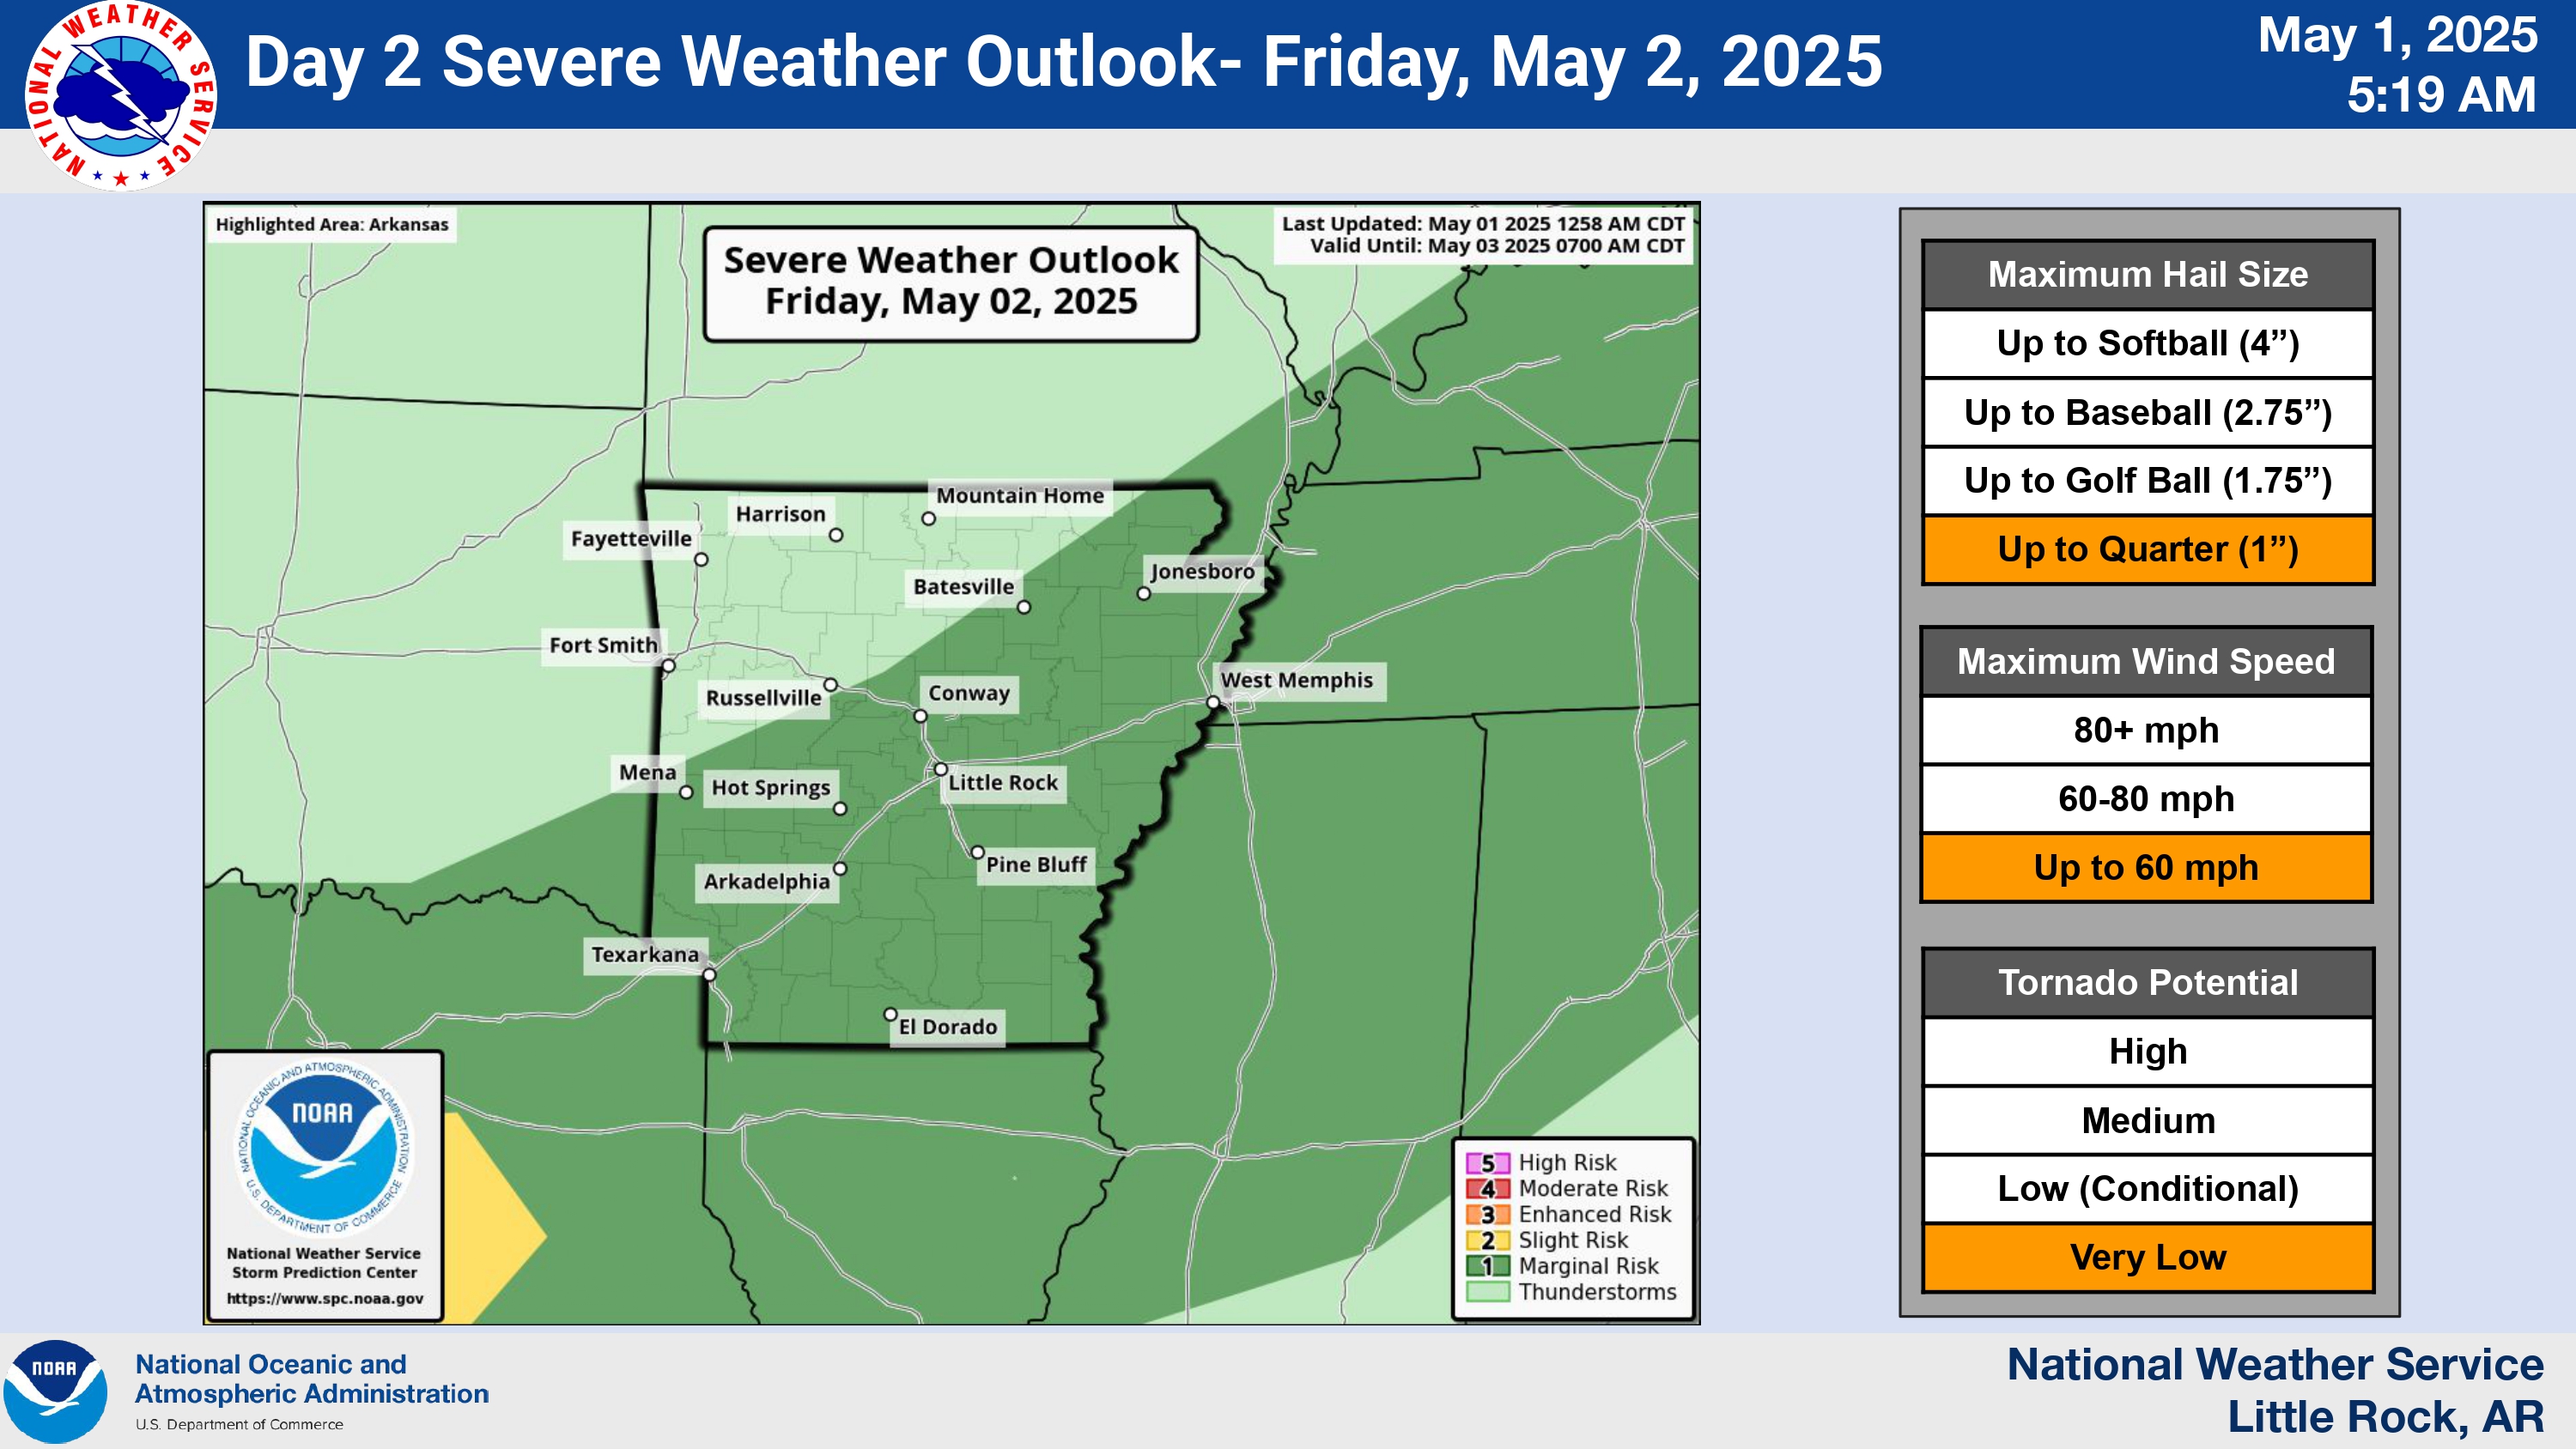 NATIONAL WEATHER SERVICE
Day 2 Severe Weather Outlook- Friday, May 2, 2025
May 1, 2025
5:19 AM
Highlighted Area: Arkansas
Severe Weather Outlook
Friday, May 02, 2025
Last Updated: May 01 2025 1258 AM CDT
Valid Until: May 03 2025 0700 AM CDT
Mountain Home
Harrison
Fayetteville
Jonesboro
Batesville
Fort Smith
West Memphis
Russellville
Conway
Mena
Hot Springs
Little Rock
Pine Bluff
Arkadelphia
Texarkana
El Dorado
NATIONAL OCEANIC AND ATMOSPHERIC ADMINISTRATION
NOAA
U.S. DEPARTMENT OF COMMERCE
National Weather Service
Storm Prediction Center
https://www.spc.noaa.gov
5 High Risk
4 Moderate Risk
3 Enhanced Risk
2 Slight Risk
1 Marginal Risk
Thunderstorms
Maximum Hail Size
Up to Softball (4”)
Up to Baseball (2.75”)
Up to Golf Ball (1.75”)
Up to Quarter (1”)
Maximum Wind Speed
80+ mph
60-80 mph
Up to 60 mph
Tornado Potential
High
Medium
Low (Conditional)
Very Low
NOAA
National Oceanic and
Atmospheric Administration
U.S. Department of Commerce
National Weather Service
Little Rock, AR